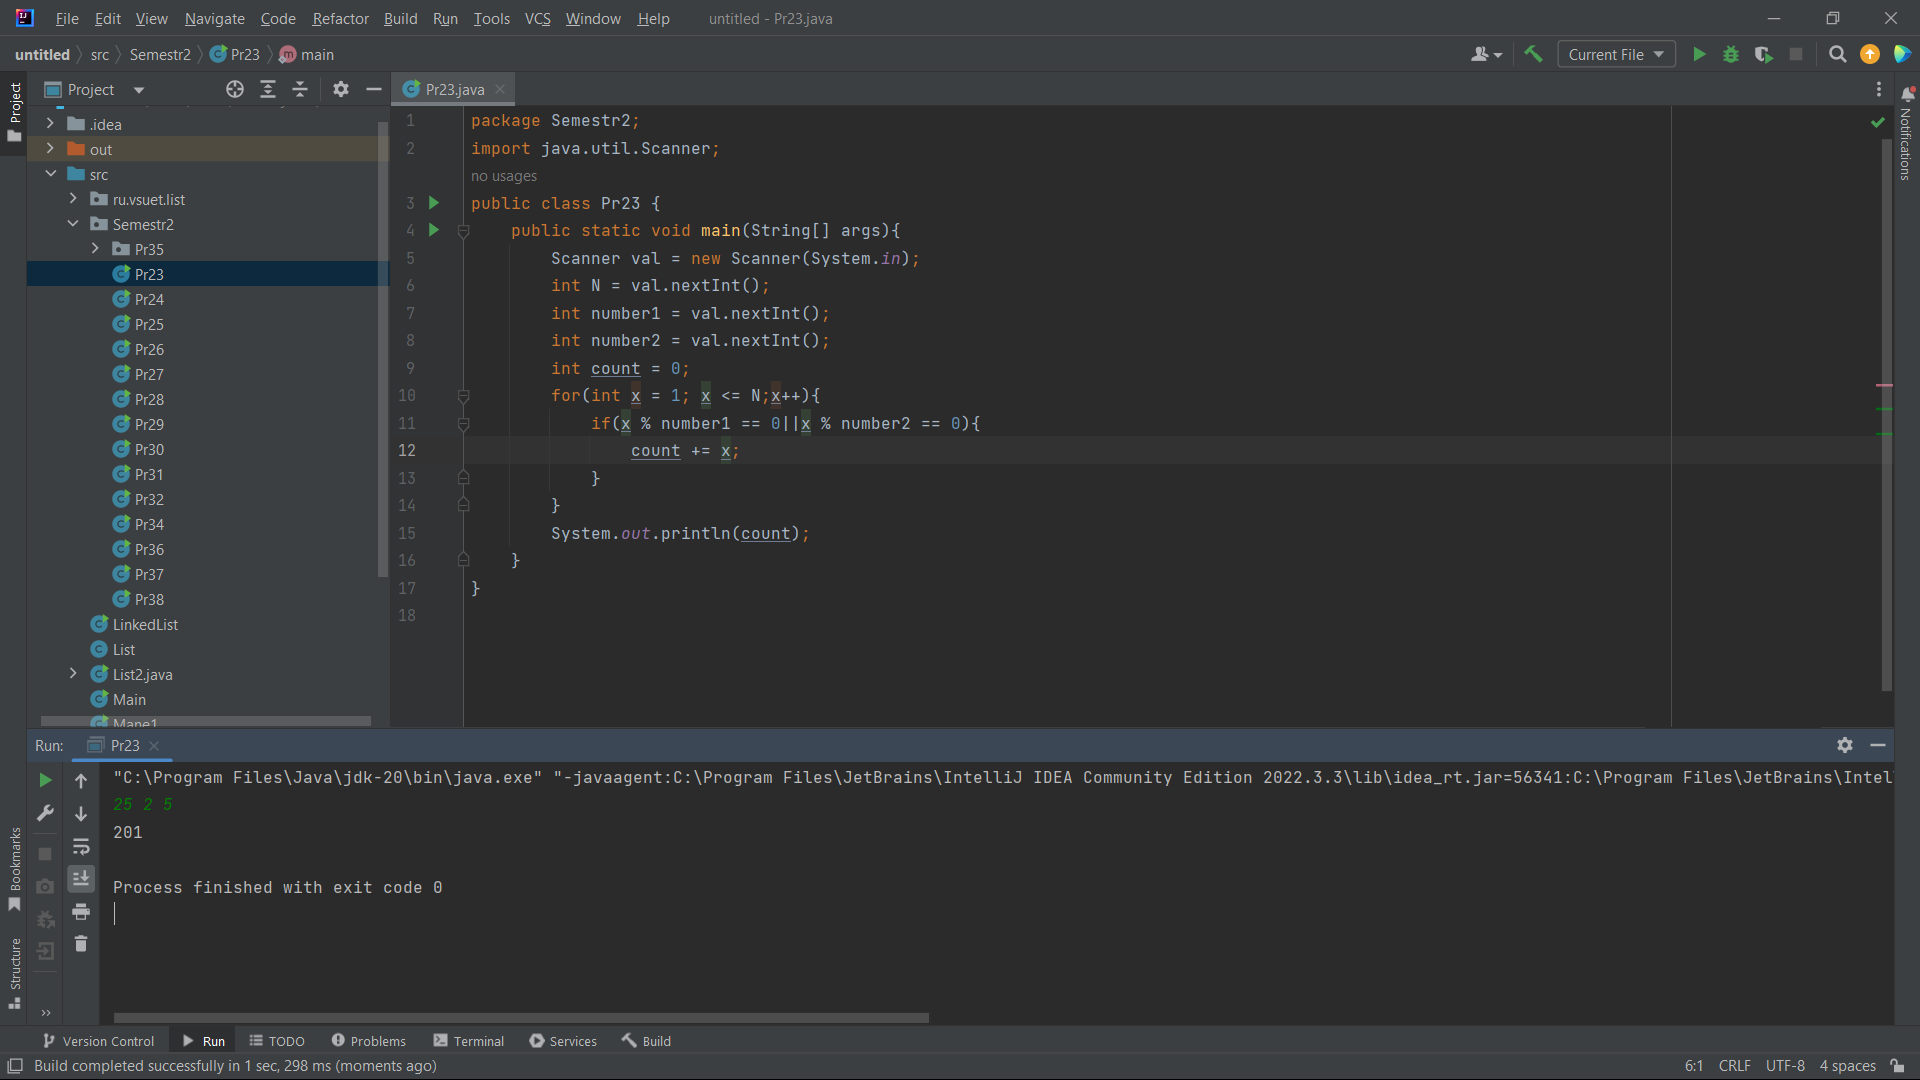 File Edit View Navigate Code Refactor Build Run Tools VCS Window Help untitled - Pr23.java
untitled src Semestr2 Pr23 main Current File
Project
Project
.idea
out
src
ru.vsuet.list
Semestr2
Pr35
Pr23
Pr24
Pr25
Pr26
Pr27
Pr28
Pr29
Pr30
Pr31
Pr32
Pr34
Pr36
Pr37
Pr38
LinkedList
List
List2.java
Main
Mane1
Pr23.java
1 package Semestr2;
2 import java.util.Scanner;
no usages
3 public class Pr23 {
4 public static void main(String[] args){
5 Scanner val = new Scanner(System.in);
6 int N = val.nextInt();
7 int number1 = val.nextInt();
8 int number2 = val.nextInt();
9 int count = 0;
10 for(int x = 1; x <= N;x++){
11 if(x % number1 == 0||x % number2 == 0){
12 count += x;
13 }
14 }
15 System.out.println(count);
16 }
17 }
18
Notifications
Run: Pr23
"C:\Program Files\Java\jdk-20\bin\java.exe" "-javaagent:C:\Program Files\JetBrains\IntelliJ IDEA Community Edition 2022.3.3\lib\idea_rt.jar=56341:C:\Program Files\JetBrains\Intel
25 2 5
201
Process finished with exit code 0
Bookmarks
Structure
Version Control Run TODO Problems Terminal Services Build
Build completed successfully in 1 sec, 298 ms (moments ago) 6:1 CRLF UTF-8 4 spaces